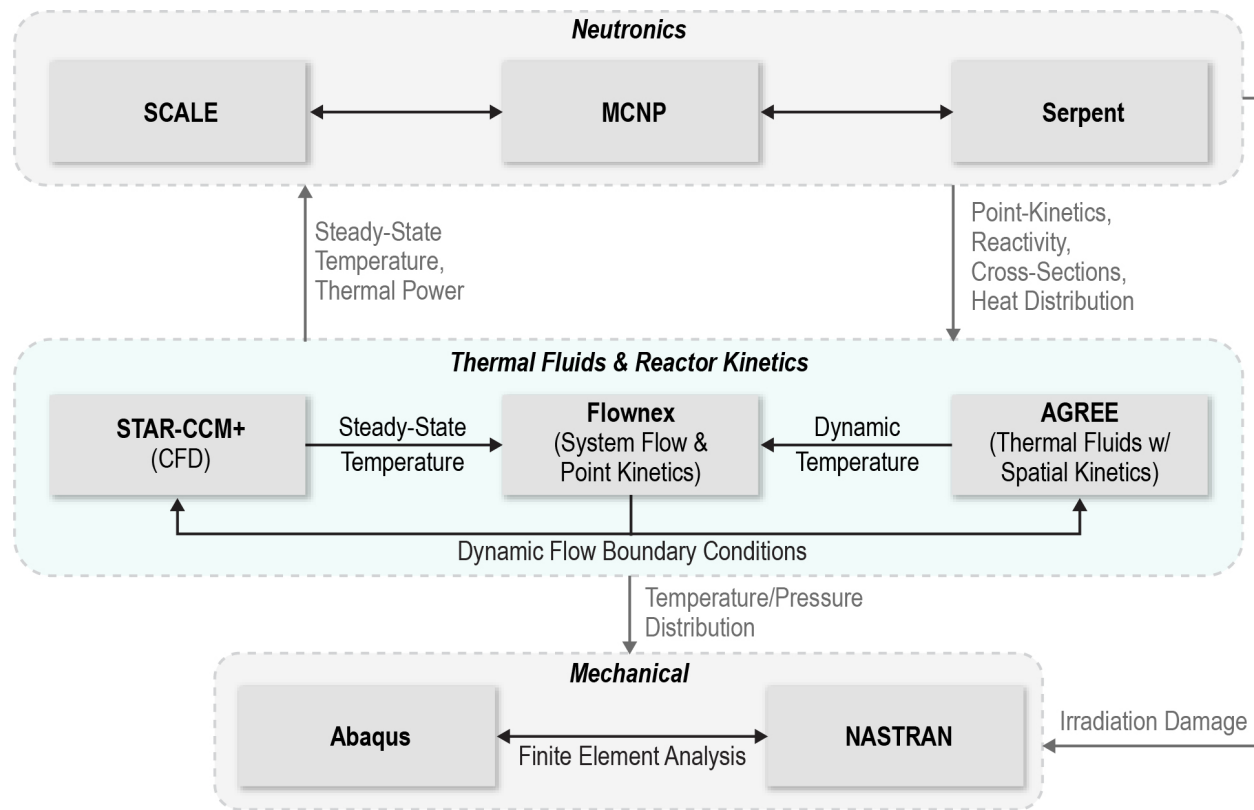 Neutronics
SCALE
MCNP
Serpent
Steady-State
Temperature,
Thermal Power
Point-Kinetics,
Reactivity,
Cross-Sections,
Heat Distribution
Thermal Fluids & Reactor Kinetics
STAR-CCM+
(CFD)
Steady-State
Temperature
Flownex
(System Flow &
Point Kinetics)
Dynamic
Temperature
AGREE
(Thermal Fluids w/
Spatial Kinetics)
Dynamic Flow Boundary Conditions
Temperature/Pressure
Distribution
Mechanical
Abaqus
Finite Element Analysis
NASTRAN
Irradiation Damage